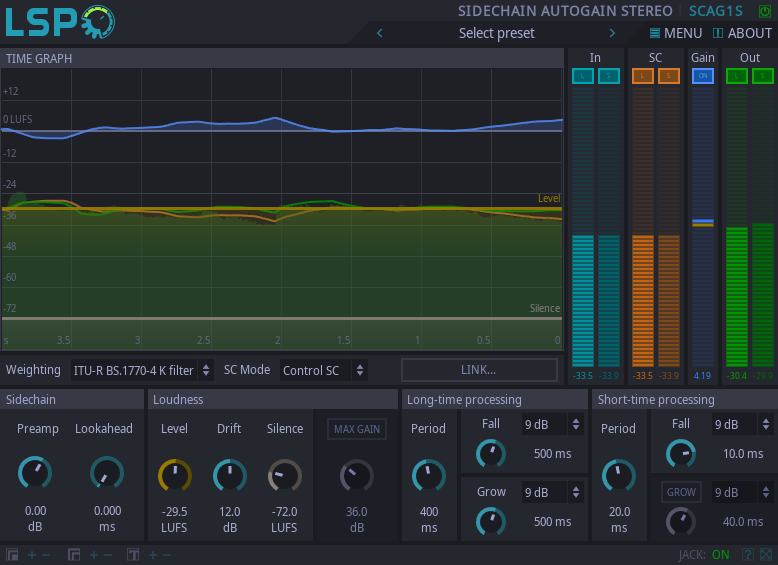 LSP
SIDECHAIN AUTOGAIN STEREO SCAG1S
Select preset
MENU ABOUT
TIME GRAPH
In SC Gain Out
L S L S ON L S
+12
0 LUFS
-12
-24
Level
-36
-48
-60
-72
Silence
s 3.5 3 2.5 2 1.5 1 0.5 0
-33.5 -33.9 -33.5 -33.9 4.19 -30.4 -29.9
Weighting ITU-R BS.1770-4 K filter SC Mode Control SC LINK...
Sidechain Loudness Long-time processing Short-time processing
Preamp Lookahead Level Drift Silence MAX GAIN Period Fall 9 dB Period Fall 9 dB
500 ms 10.0 ms
Grow 9 dB GROW 9 dB
0.00 0.000 -29.5 12.0 -72.0 36.0 400 500 ms 20.0 40.0 ms
dB ms LUFS dB LUFS dB ms ms
JACK: ON